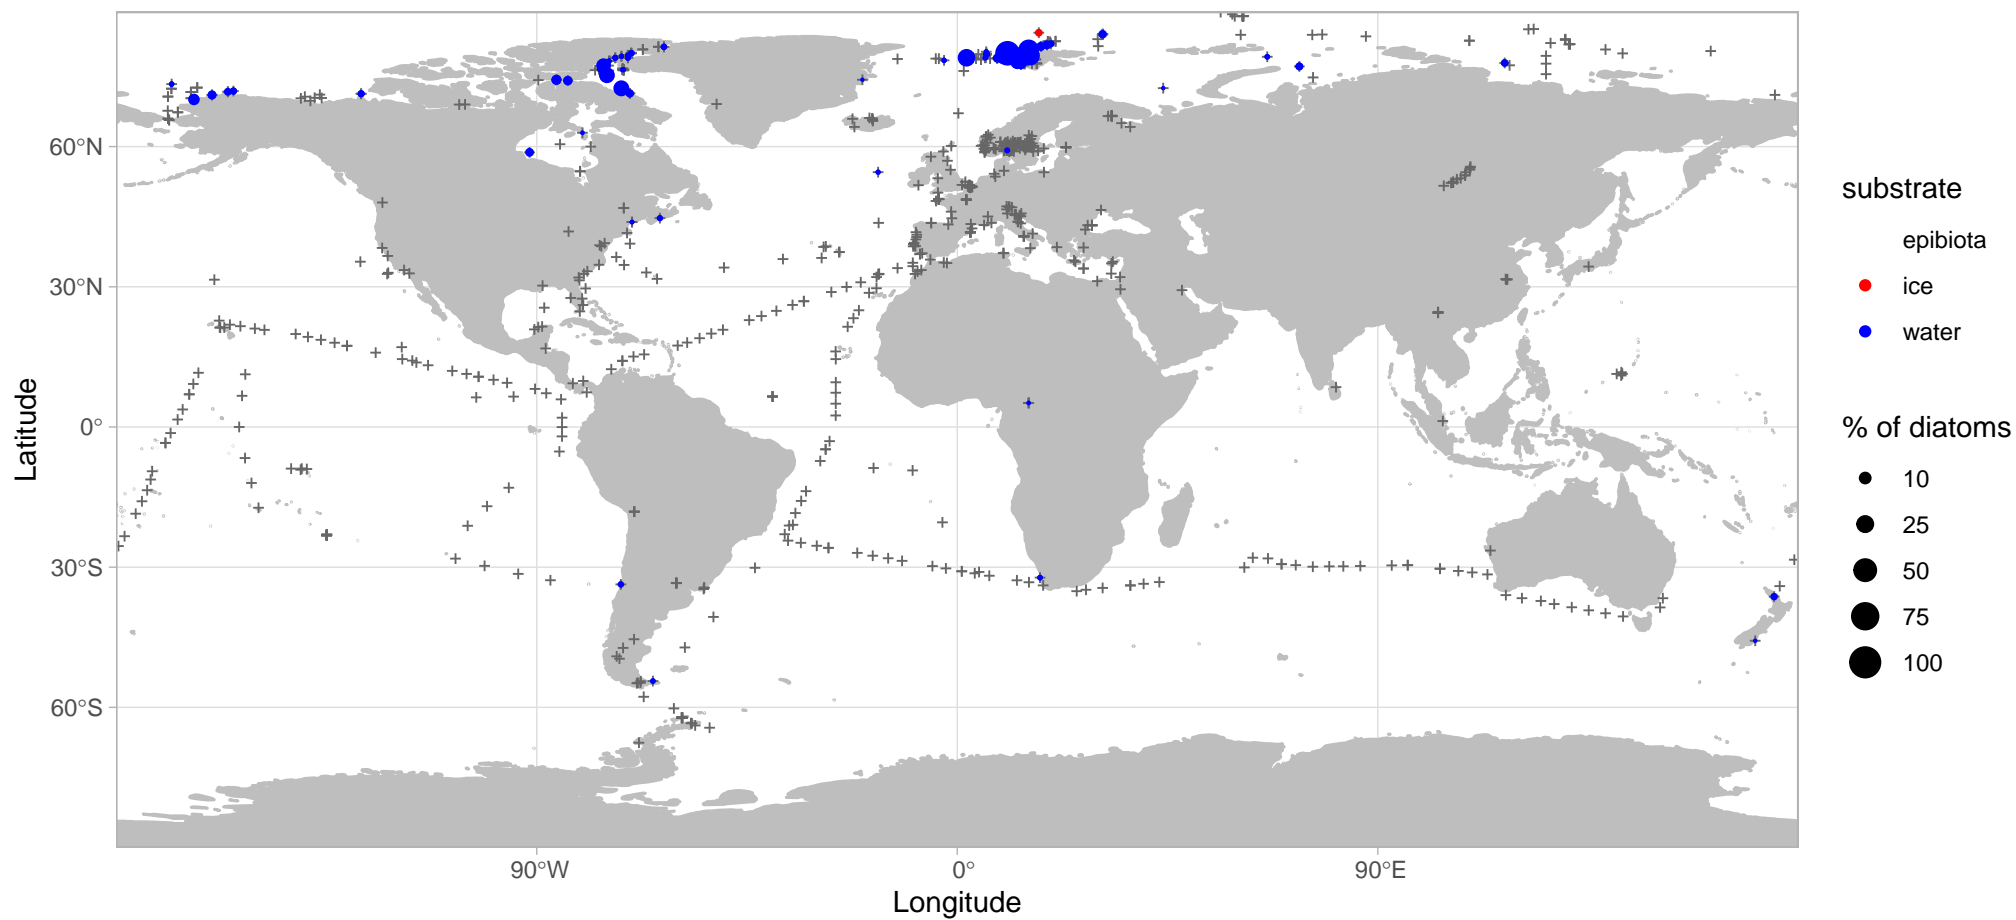 60°N
30°N
0°
30°S
60°S
Latitude
90°W
0°
90°E
Longitude
substrate
epibiota
ice
water
% of diatoms
10
25
50
75
100